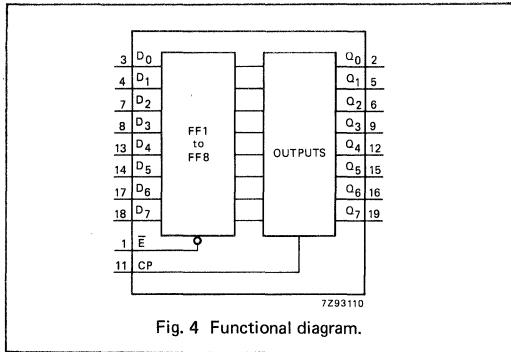 3 D0 Q0 2
4 D1 Q1 5
7 D2 Q2 6
8 D3 FF1 Q3 9
to
13 D4 FF8 OUTPUTS Q4 12
14 D5 Q5 15
17 D6 Q6 16
18 D7 Q7 19
1 E̅
11 CP
7Z93110
Fig. 4 Functional diagram.